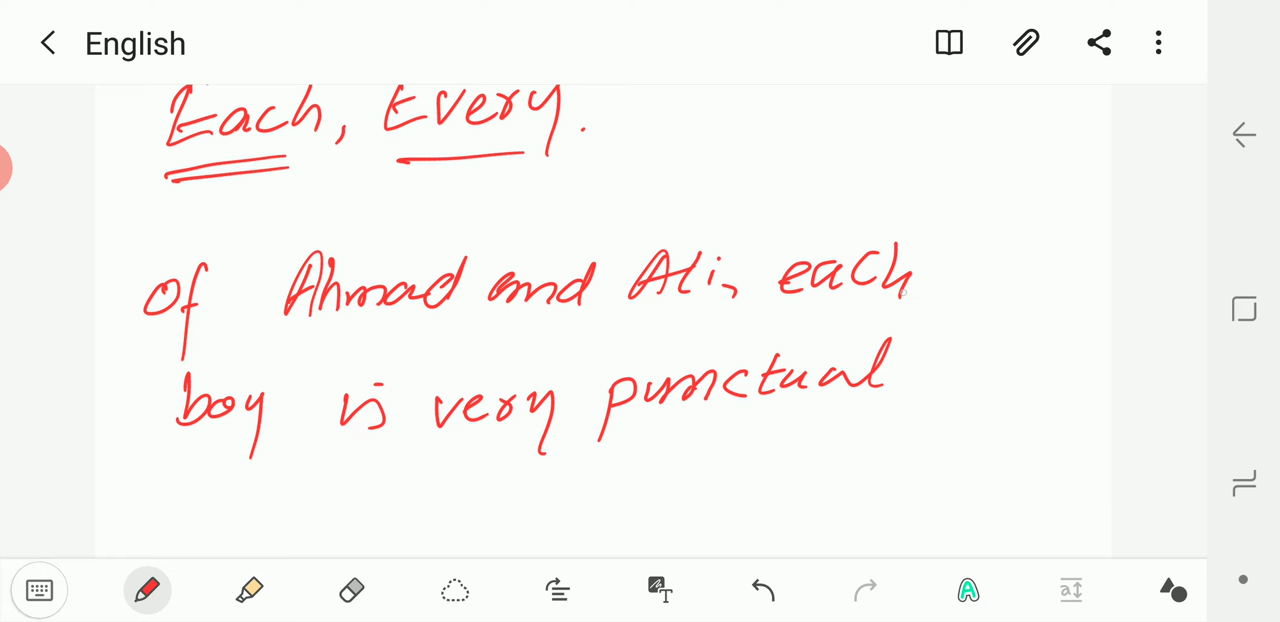 English
Each, Every.
Of Ahmad and Ali, each
boy is very punctual
T
A
a